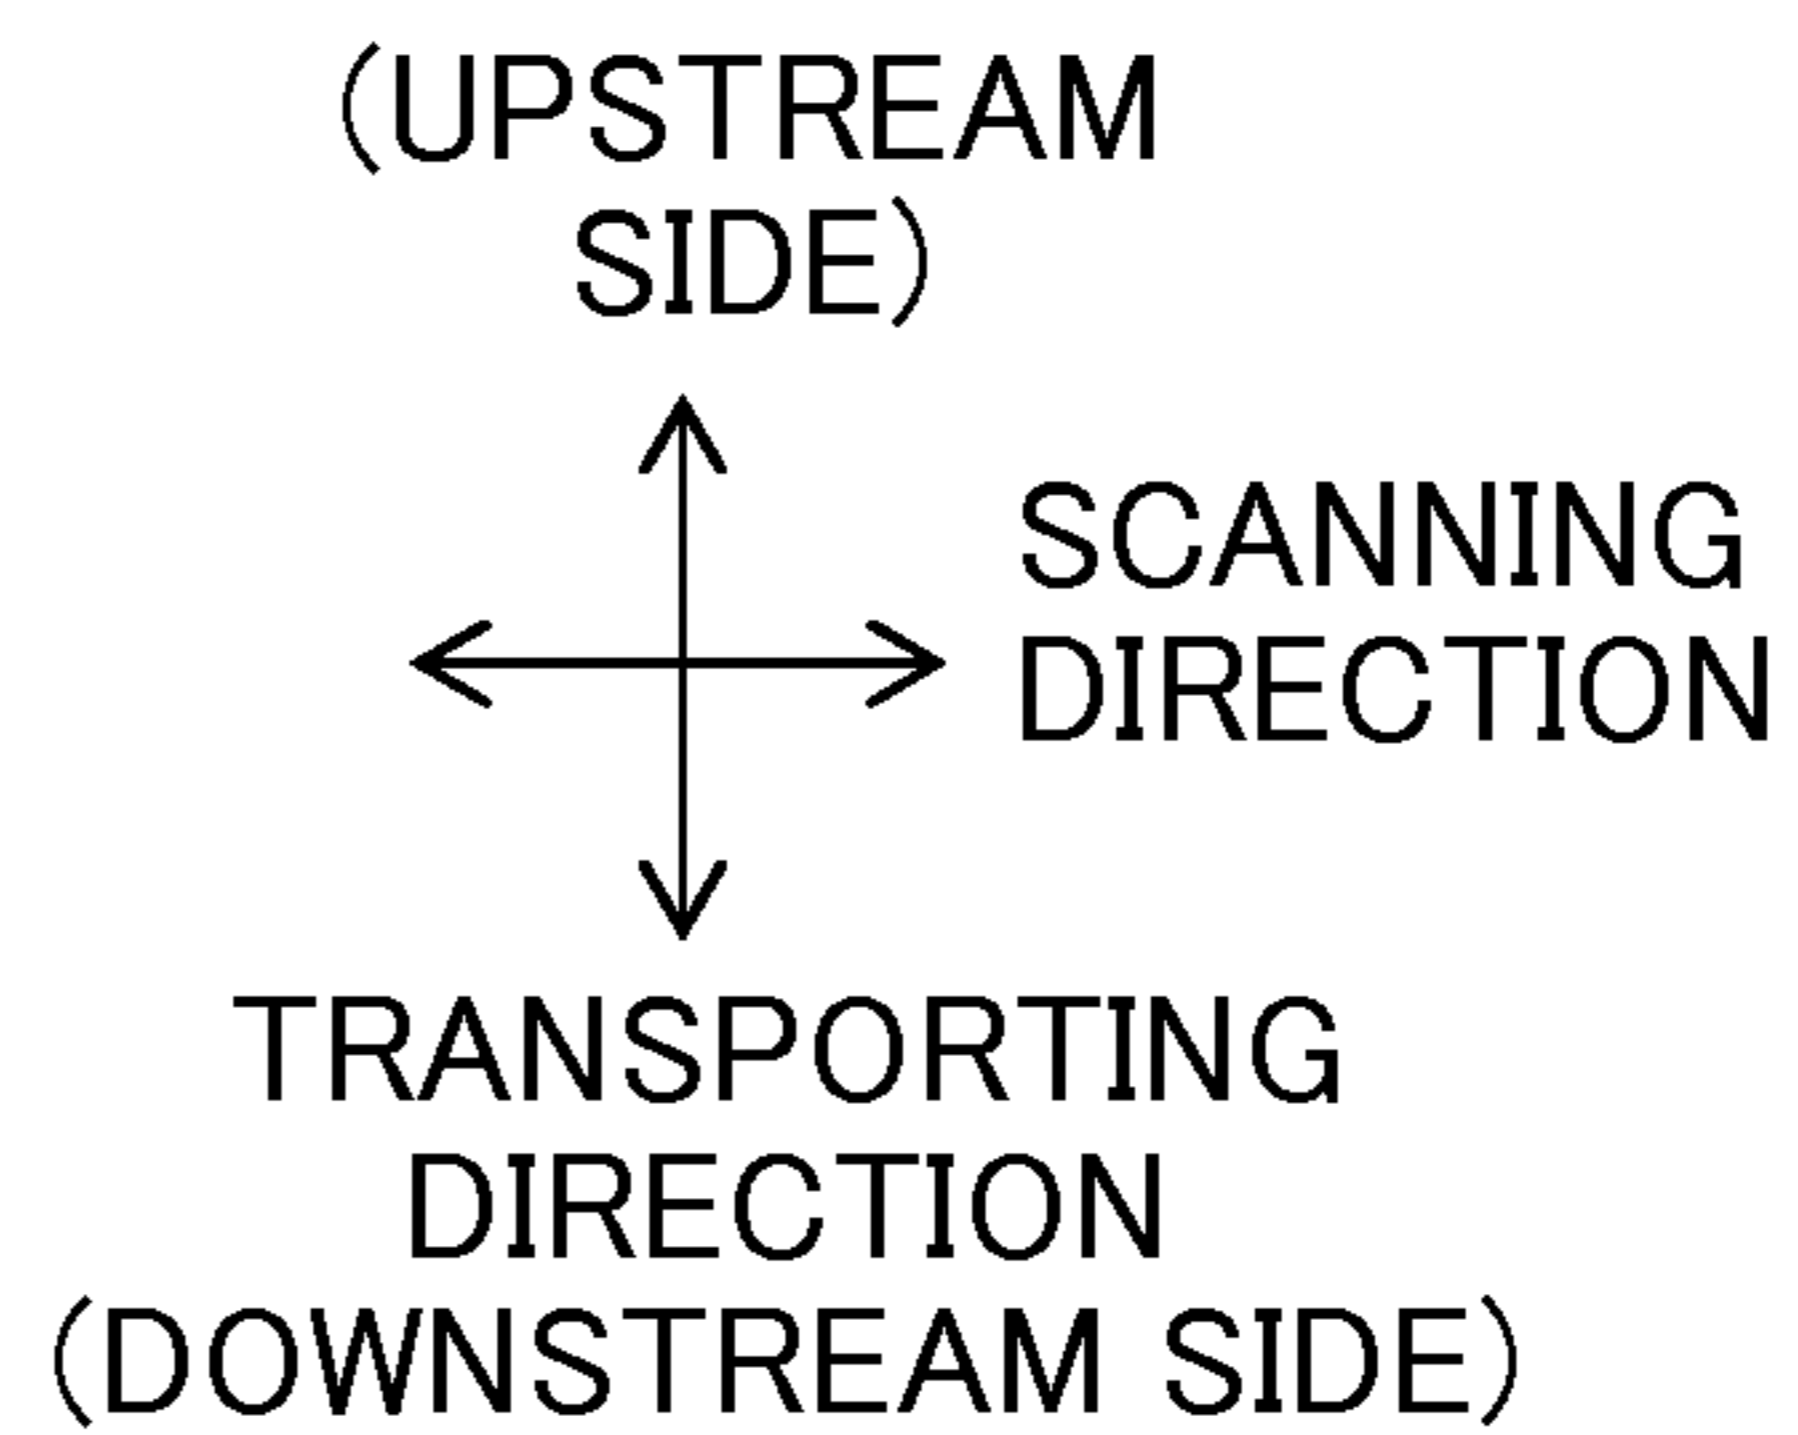 (UPSTREAM
SIDE)
SCANNING
DIRECTION
TRANSPORTING
DIRECTION
(DOWNSTREAM SIDE)